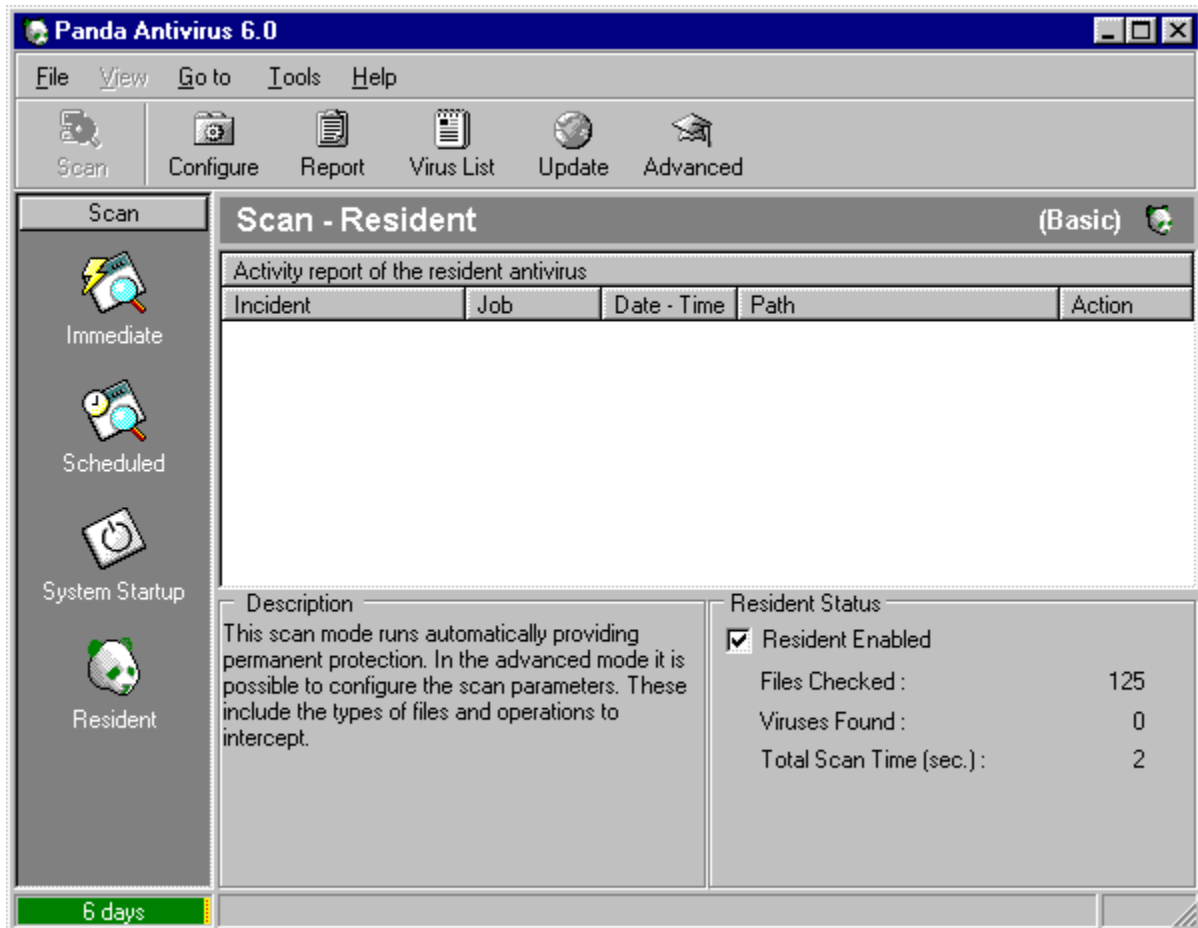 Panda Antivirus 6.0
File View Go to Tools Help
Scan Configure Report Virus List Update Advanced
Scan
Immediate
Scheduled
System Startup
Resident
Scan - Resident (Basic)
Activity report of the resident antivirus
Incident Job Date - Time Path Action
Description
This scan mode runs automatically providing
permanent protection. In the advanced mode it is
possible to configure the scan parameters. These
include the types of files and operations to
intercept.
Resident Status
Resident Enabled
Files Checked : 125
Viruses Found : 0
Total Scan Time (sec.) : 2
6 days